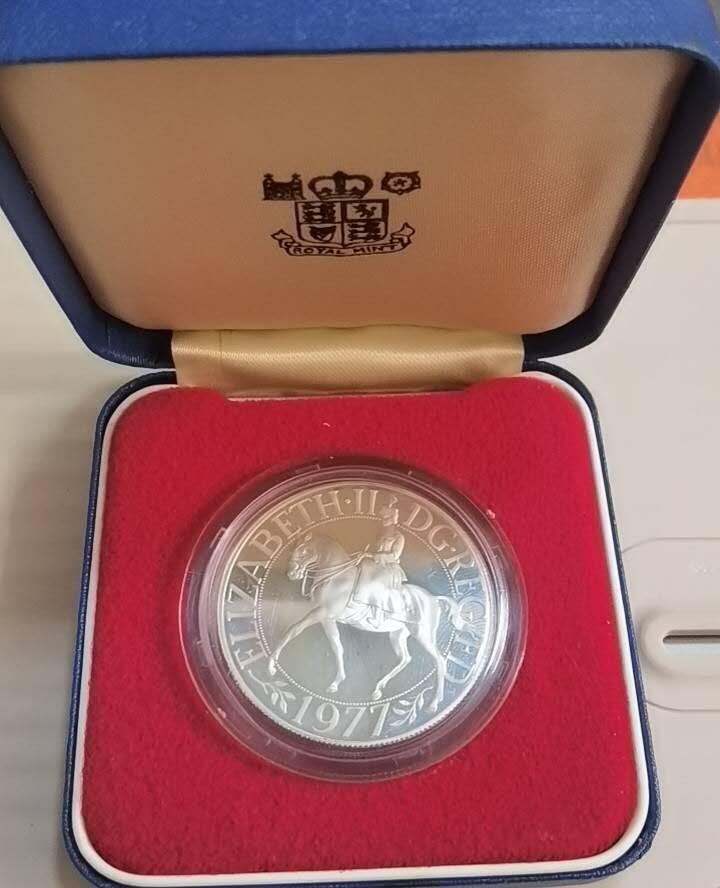 ROYAL MINT
ELIZABETH·II D·G·REG·F·D·
1977